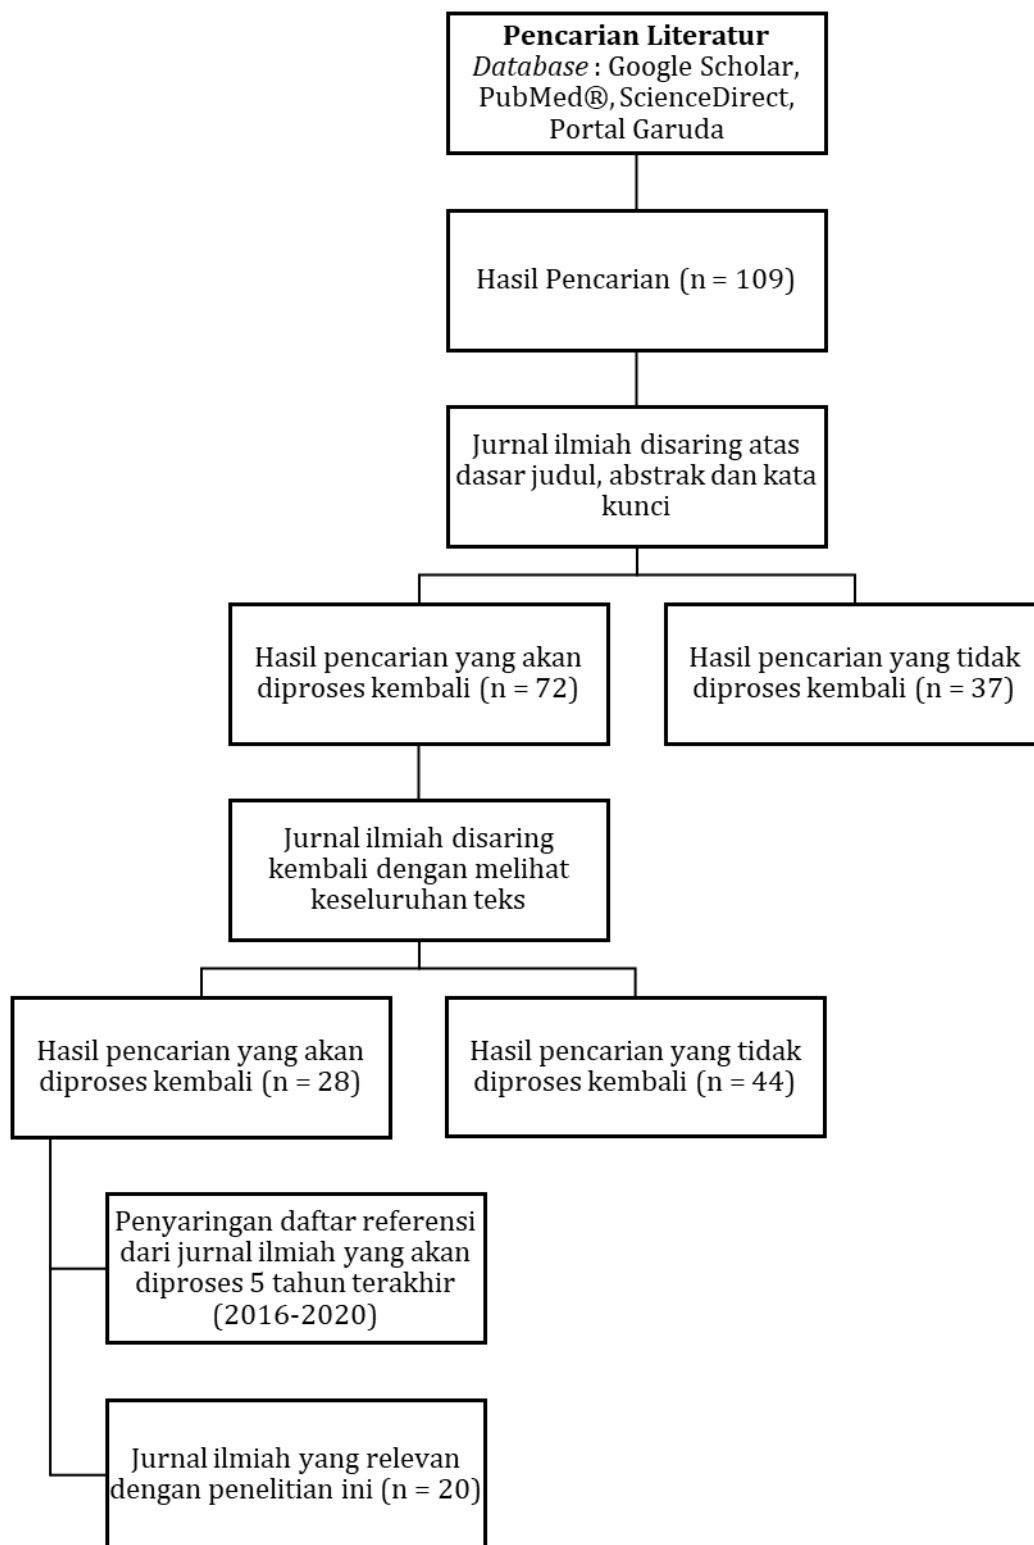 Pencarian Literatur
Database : Google Scholar,
PubMed®, ScienceDirect,
Portal Garuda
Hasil Pencarian (n = 109)
Jurnal ilmiah disaring atas
dasar judul, abstrak dan kata
kunci
Hasil pencarian yang akan
diproses kembali (n = 72)
Hasil pencarian yang tidak
diproses kembali (n = 37)
Jurnal ilmiah disaring
kembali dengan melihat
keseluruhan teks
Hasil pencarian yang akan
diproses kembali (n = 28)
Hasil pencarian yang tidak
diproses kembali (n = 44)
Penyaringan daftar referensi
dari jurnal ilmiah yang akan
diproses 5 tahun terakhir
(2016-2020)
Jurnal ilmiah yang relevan
dengan penelitian ini (n = 20)